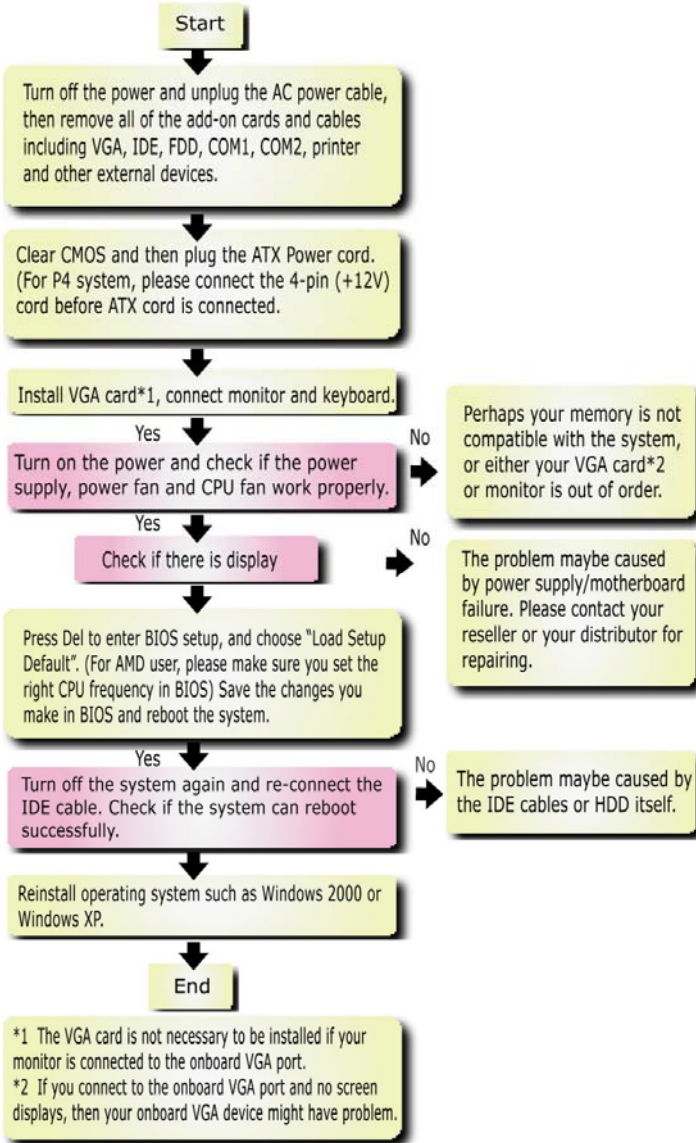 Start
Turn off the power and unplug the AC power cable,
then remove all of the add-on cards and cables
including VGA, IDE, FDD, COM1, COM2, printer
and other external devices.
Clear CMOS and then plug the ATX Power cord.
(For P4 system, please connect the 4-pin (+12V)
cord before ATX cord is connected.
Install VGA card*1, connect monitor and keyboard.
Yes
No
Turn on the power and check if the power
supply, power fan and CPU fan work properly.
Perhaps your memory is not
compatible with the system,
or either your VGA card*2
or monitor is out of order.
Yes
No
Check if there is display
The problem maybe caused
by power supply/motherboard
failure. Please contact your
reseller or your distributor for
repairing.
Press Del to enter BIOS setup, and choose “Load Setup
Default”. (For AMD user, please make sure you set the
right CPU frequency in BIOS) Save the changes you
make in BIOS and reboot the system.
Yes
No
Turn off the system again and re-connect the
IDE cable. Check if the system can reboot
successfully.
The problem maybe caused by
the IDE cables or HDD itself.
Reinstall operating system such as Windows 2000 or
Windows XP.
End
*1 The VGA card is not necessary to be installed if your
monitor is connected to the onboard VGA port.
*2 If you connect to the onboard VGA port and no screen
displays, then your onboard VGA device might have problem.